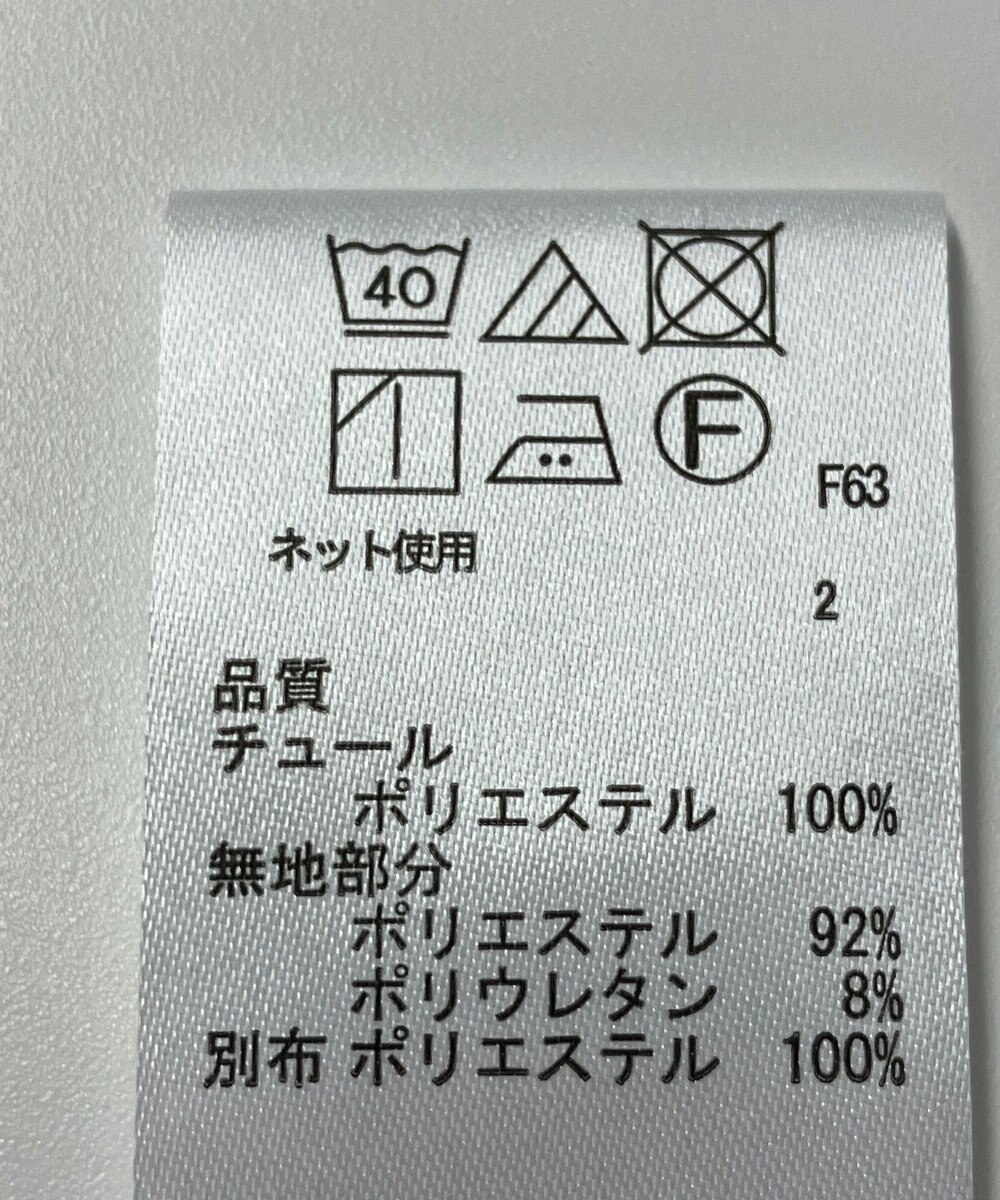 40
F
F63
ネット使用
2
品質
チュール
ポリエステル 100%
無地部分
ポリエステル 92%
ポリウレタン 8%
別布 ポリエステル 100%